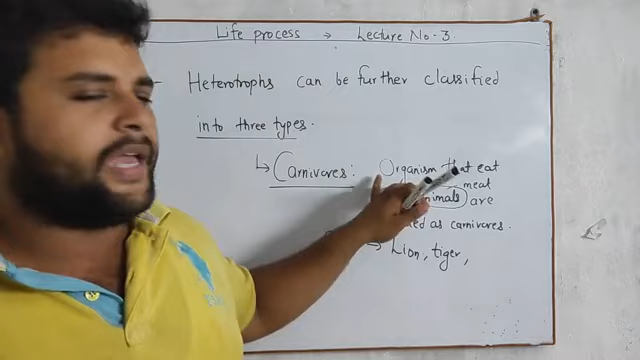 Life process → Lecture No-3.
- Heterotrophs can be further classified
into three types.
↳ Carnivores: Organism that eat
meat
animals are
as carnivores.
→ Lion, tiger,